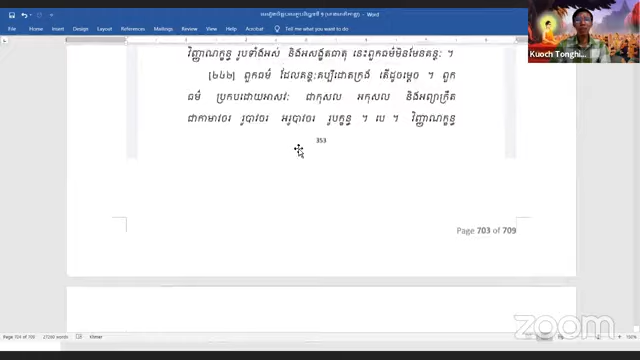 Word
File Home Insert Design Layout References Mailings Review View Help Acrobat Tell me what you want to do
Kuoch Tonghi...
វិញ្ញាណក្ខន្ធ រូបទាំងអស់ និងអសង្ខតធាតុ នេះពួកធម៌មិនមែនគន្ថៈ ។
[៦៤៦] ពួកធម៌ ដែលគន្ថៈគប្បីដោតក្រង តើដូចម្តេច ។ ពួក
ធម៌ ប្រកបដោយអាសវៈ ជាកុសល អកុសល និងអព្យាក្រឹត
ជាកាមាវចរ រូបាវចរ អរូបាវចរ រូបក្ខន្ធ ។ បេ ។ វិញ្ញាណក្ខន្ធ
353
Page 703 of 709
Khmer
zoom